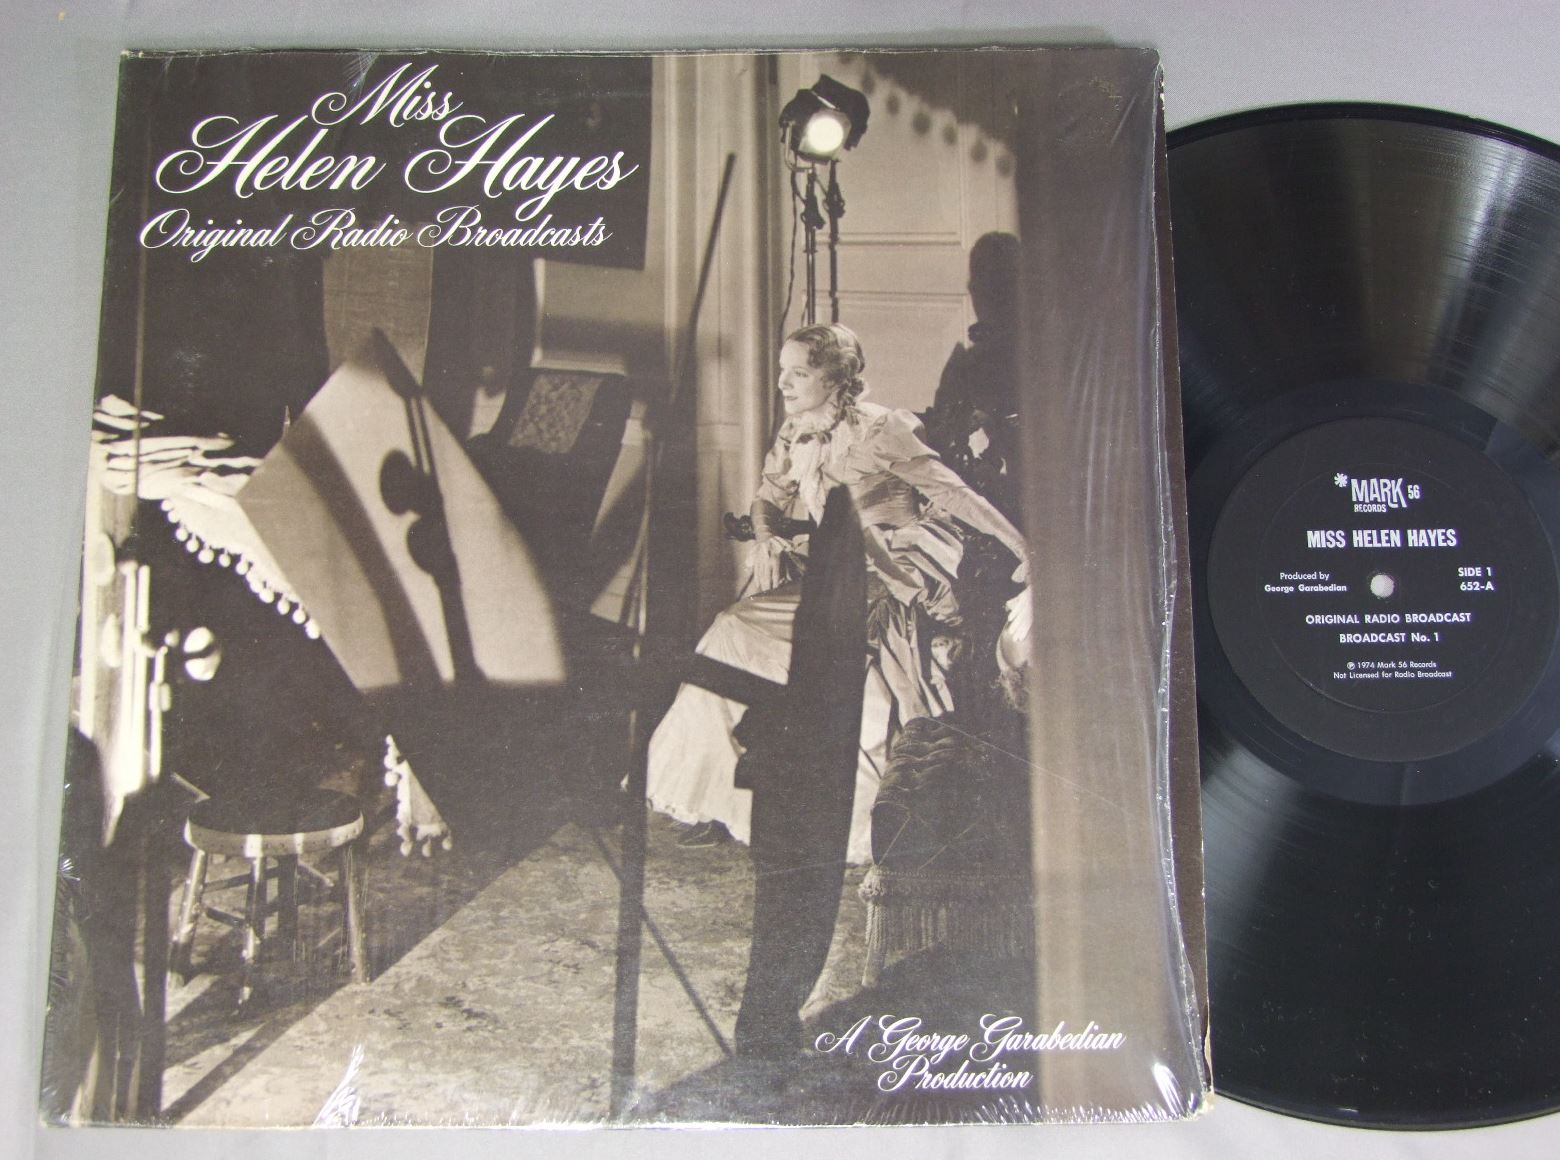 Miss
Helen Hayes
Original Radio Broadcasts
A George Garabedian
Production
*MARK 56
RECORDS
MISS HELEN HAYES
Produced by
George Garabedian
SIDE 1
652-A
ORIGINAL RADIO BROADCAST
BROADCAST No. 1
℗ 1974 Mark 56 Records
Not Licensed for Radio Broadcast